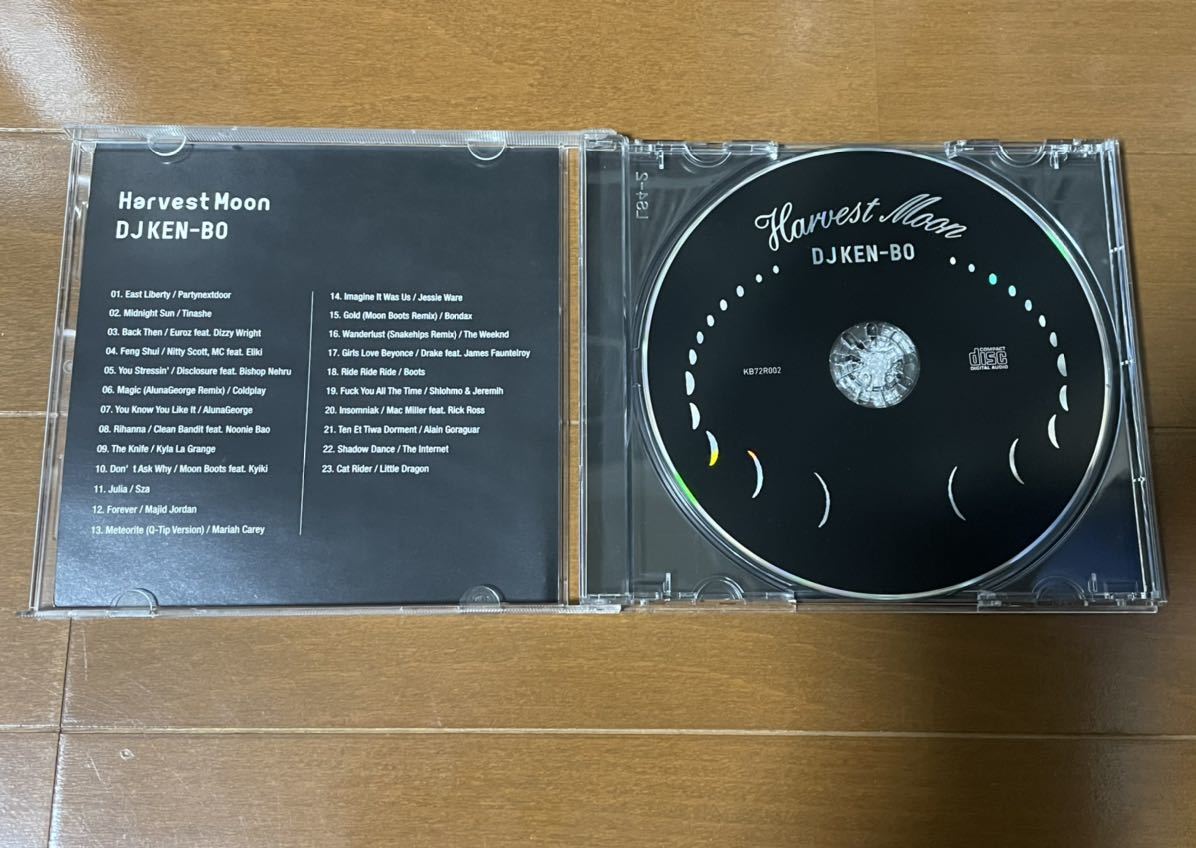 Harvest Moon
DJ KEN-BO
01. East Liberty / Partynextdoor
02. Midnight Sun / Tinashe
03. Back Then / Euroz feat. Dizzy Wright
04. Feng Shui / Nitty Scott, MC feat. Eliki
05. You Stressin' / Disclosure feat. Bishop Nehru
06. Magic (AlunaGeorge Remix) / Coldplay
07. You Know You Like It / AlunaGeorge
08. Rihanna / Clean Bandit feat. Noonie Bao
09. The Knife / Kyla La Grange
10. Don't Ask Why / Moon Boots feat. Kyiki
11. Julia / Sza
12. Forever / Majid Jordan
13. Meteorite (Q-Tip Version) / Mariah Carey
14. Imagine It Was Us / Jessie Ware
15. Gold (Moon Boots Remix) / Bondax
16. Wanderlust (Snakehips Remix) / The Weeknd
17. Girls Love Beyonce / Drake feat. James Fauntelroy
18. Ride Ride Ride / Boots
19. Fuck You All The Time / Shlohmo & Jeremih
20. Insomniak / Mac Miller feat. Rick Ross
21. Ten Et Tiwa Dorment / Alain Goraguar
22. Shadow Dance / The Internet
23. Cat Rider / Little Dragon
L84-2
Harvest Moon
DJ KEN-BO
KB72R002
COMPACT
disc
DIGITAL AUDIO